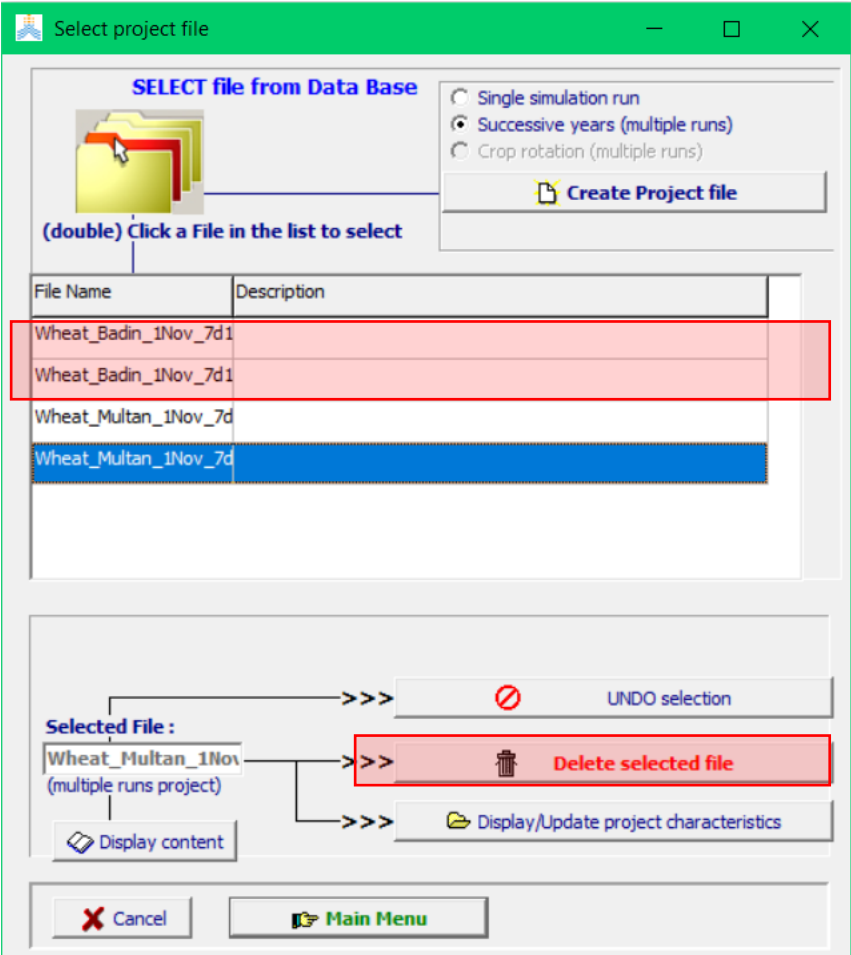 Select project file
SELECT file from Data Base
Single simulation run
Successive years (multiple runs)
Crop rotation (multiple runs)
Create Project file
(double) Click a File in the list to select
File Name Description
Wheat_Badin_1Nov_7d1
Wheat_Badin_1Nov_7d1
Wheat_Multan_1Nov_7d
Wheat_Multan_1Nov_7d
>>> UNDO selection
Selected File :
Wheat_Multan_1Nov
>>> Delete selected file
(multiple runs project)
>>> Display/Update project characteristics
Display content
Cancel Main Menu